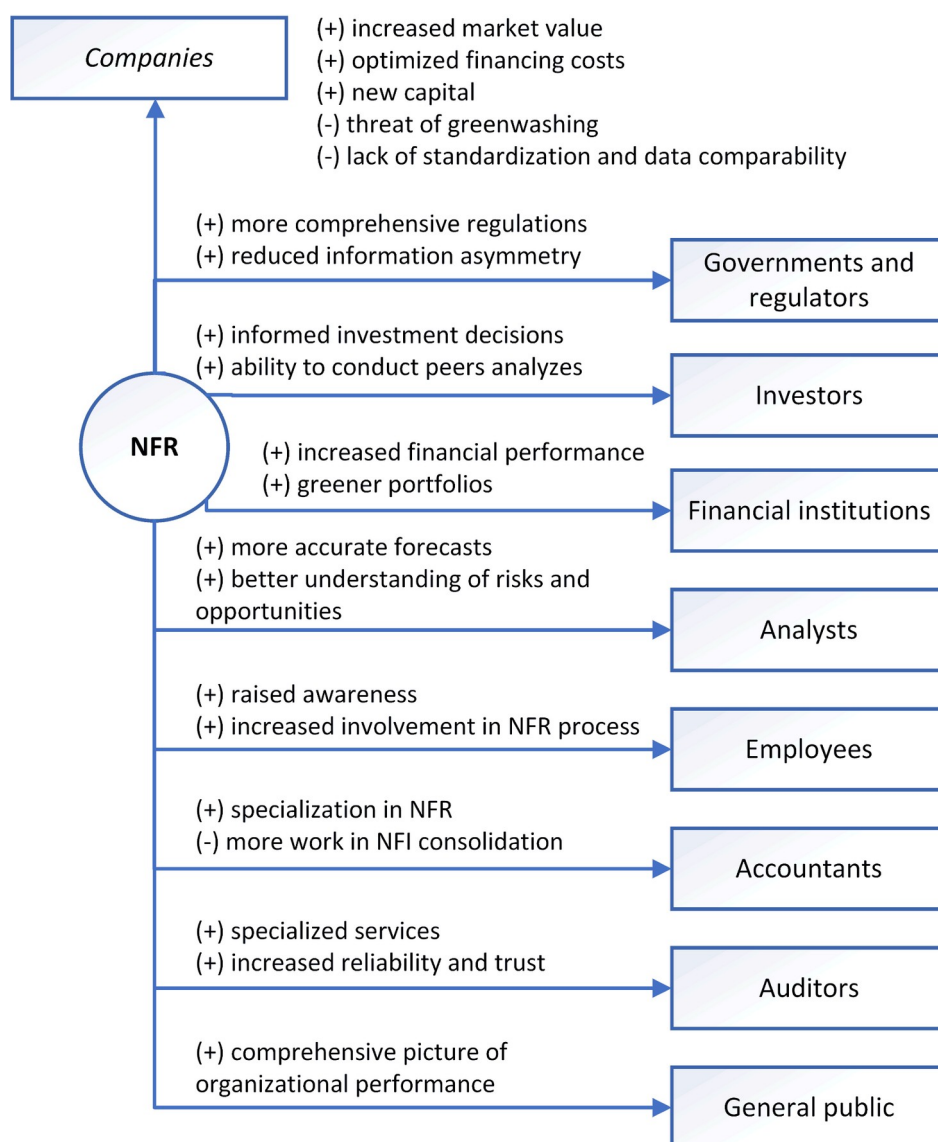 Companies
(+) increased market value
(+) optimized financing costs
(+) new capital
(-) threat of greenwashing
(-) lack of standardization and data comparability
(+) more comprehensive regulations
(+) reduced information asymmetry
Governments and
regulators
(+) informed investment decisions
(+) ability to conduct peers analyzes
Investors
NFR
(+) increased financial performance
(+) greener portfolios
Financial institutions
(+) more accurate forecasts
(+) better understanding of risks and
opportunities
Analysts
(+) raised awareness
(+) increased involvement in NFR process
Employees
(+) specialization in NFR
(-) more work in NFI consolidation
Accountants
(+) specialized services
(+) increased reliability and trust
Auditors
(+) comprehensive picture of
organizational performance
General public